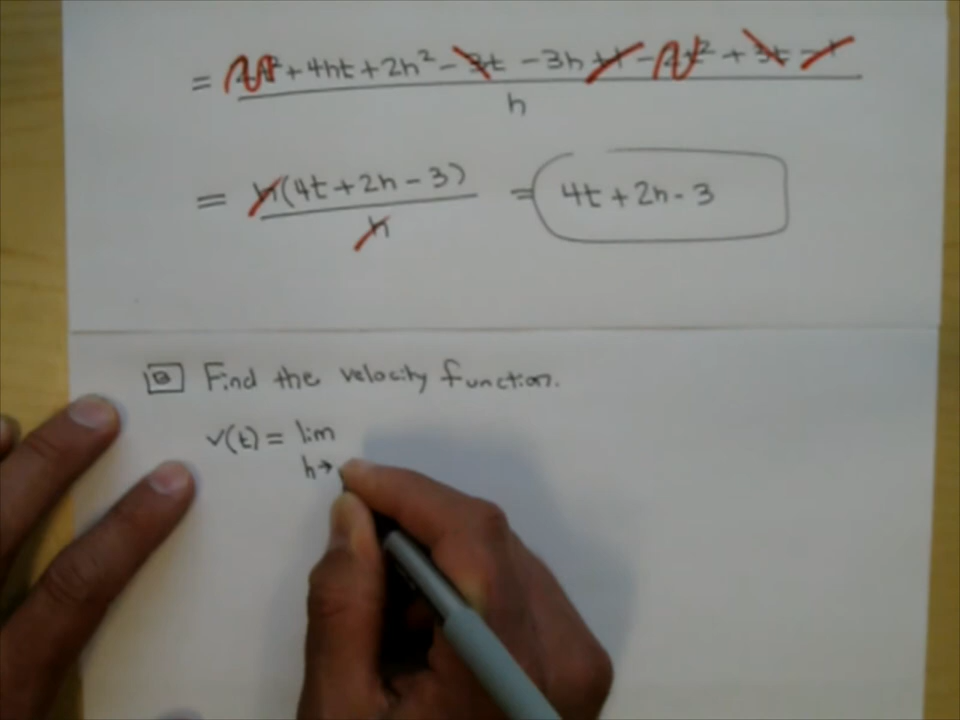 = 2t²+4ht+2h²-3t-3h+1-2t²+3t-1
h
= h(4t+2h-3) = 4t+2h-3
h
B Find the velocity function.
v(t) = lim
h→